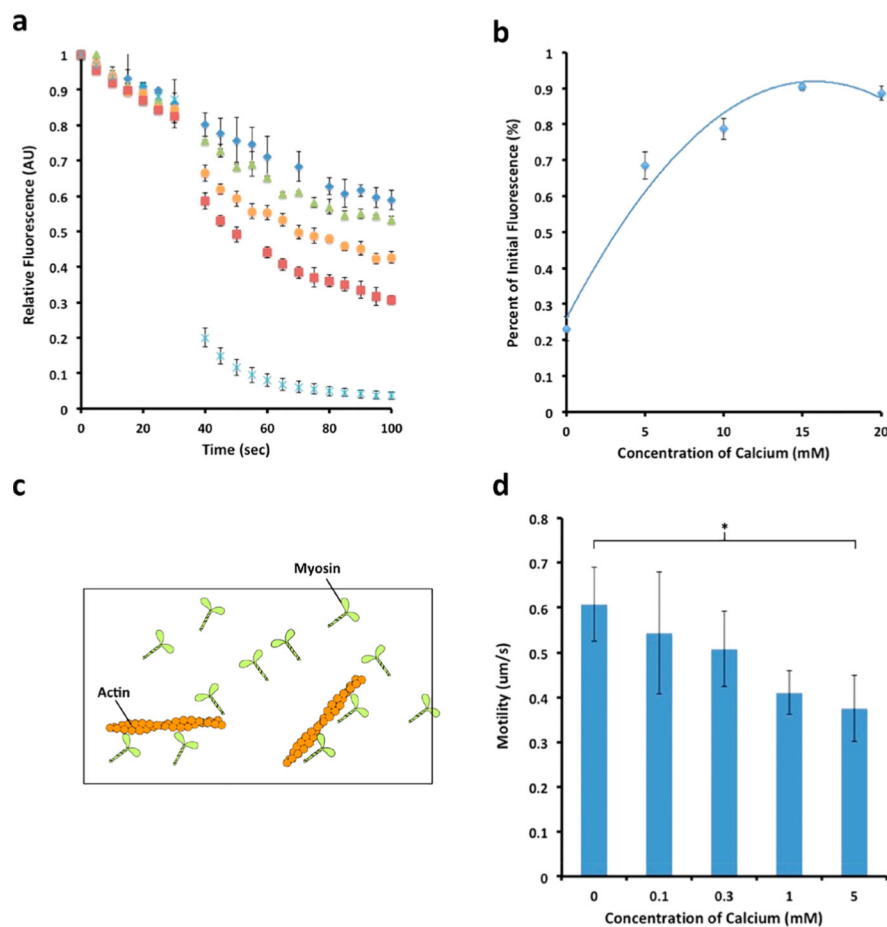 a
1
0.9
0.8
0.7
0.6
0.5
0.4
0.3
0.2
0.1
0
Relative Fluorescence (AU)
0 20 40 60 80 100
Time (sec)
b
1
0.9
0.8
0.7
0.6
0.5
0.4
0.3
0.2
0.1
0
Percent of Initial Fluorescence (%)
0 5 10 15 20
Concentration of Calcium (mM)
c
Myosin
Actin
d
0.8
0.7
0.6
0.5
0.4
0.3
0.2
0.1
0
Motility (um/s)
*
0 0.1 0.3 1 5
Concentration of Calcium (mM)